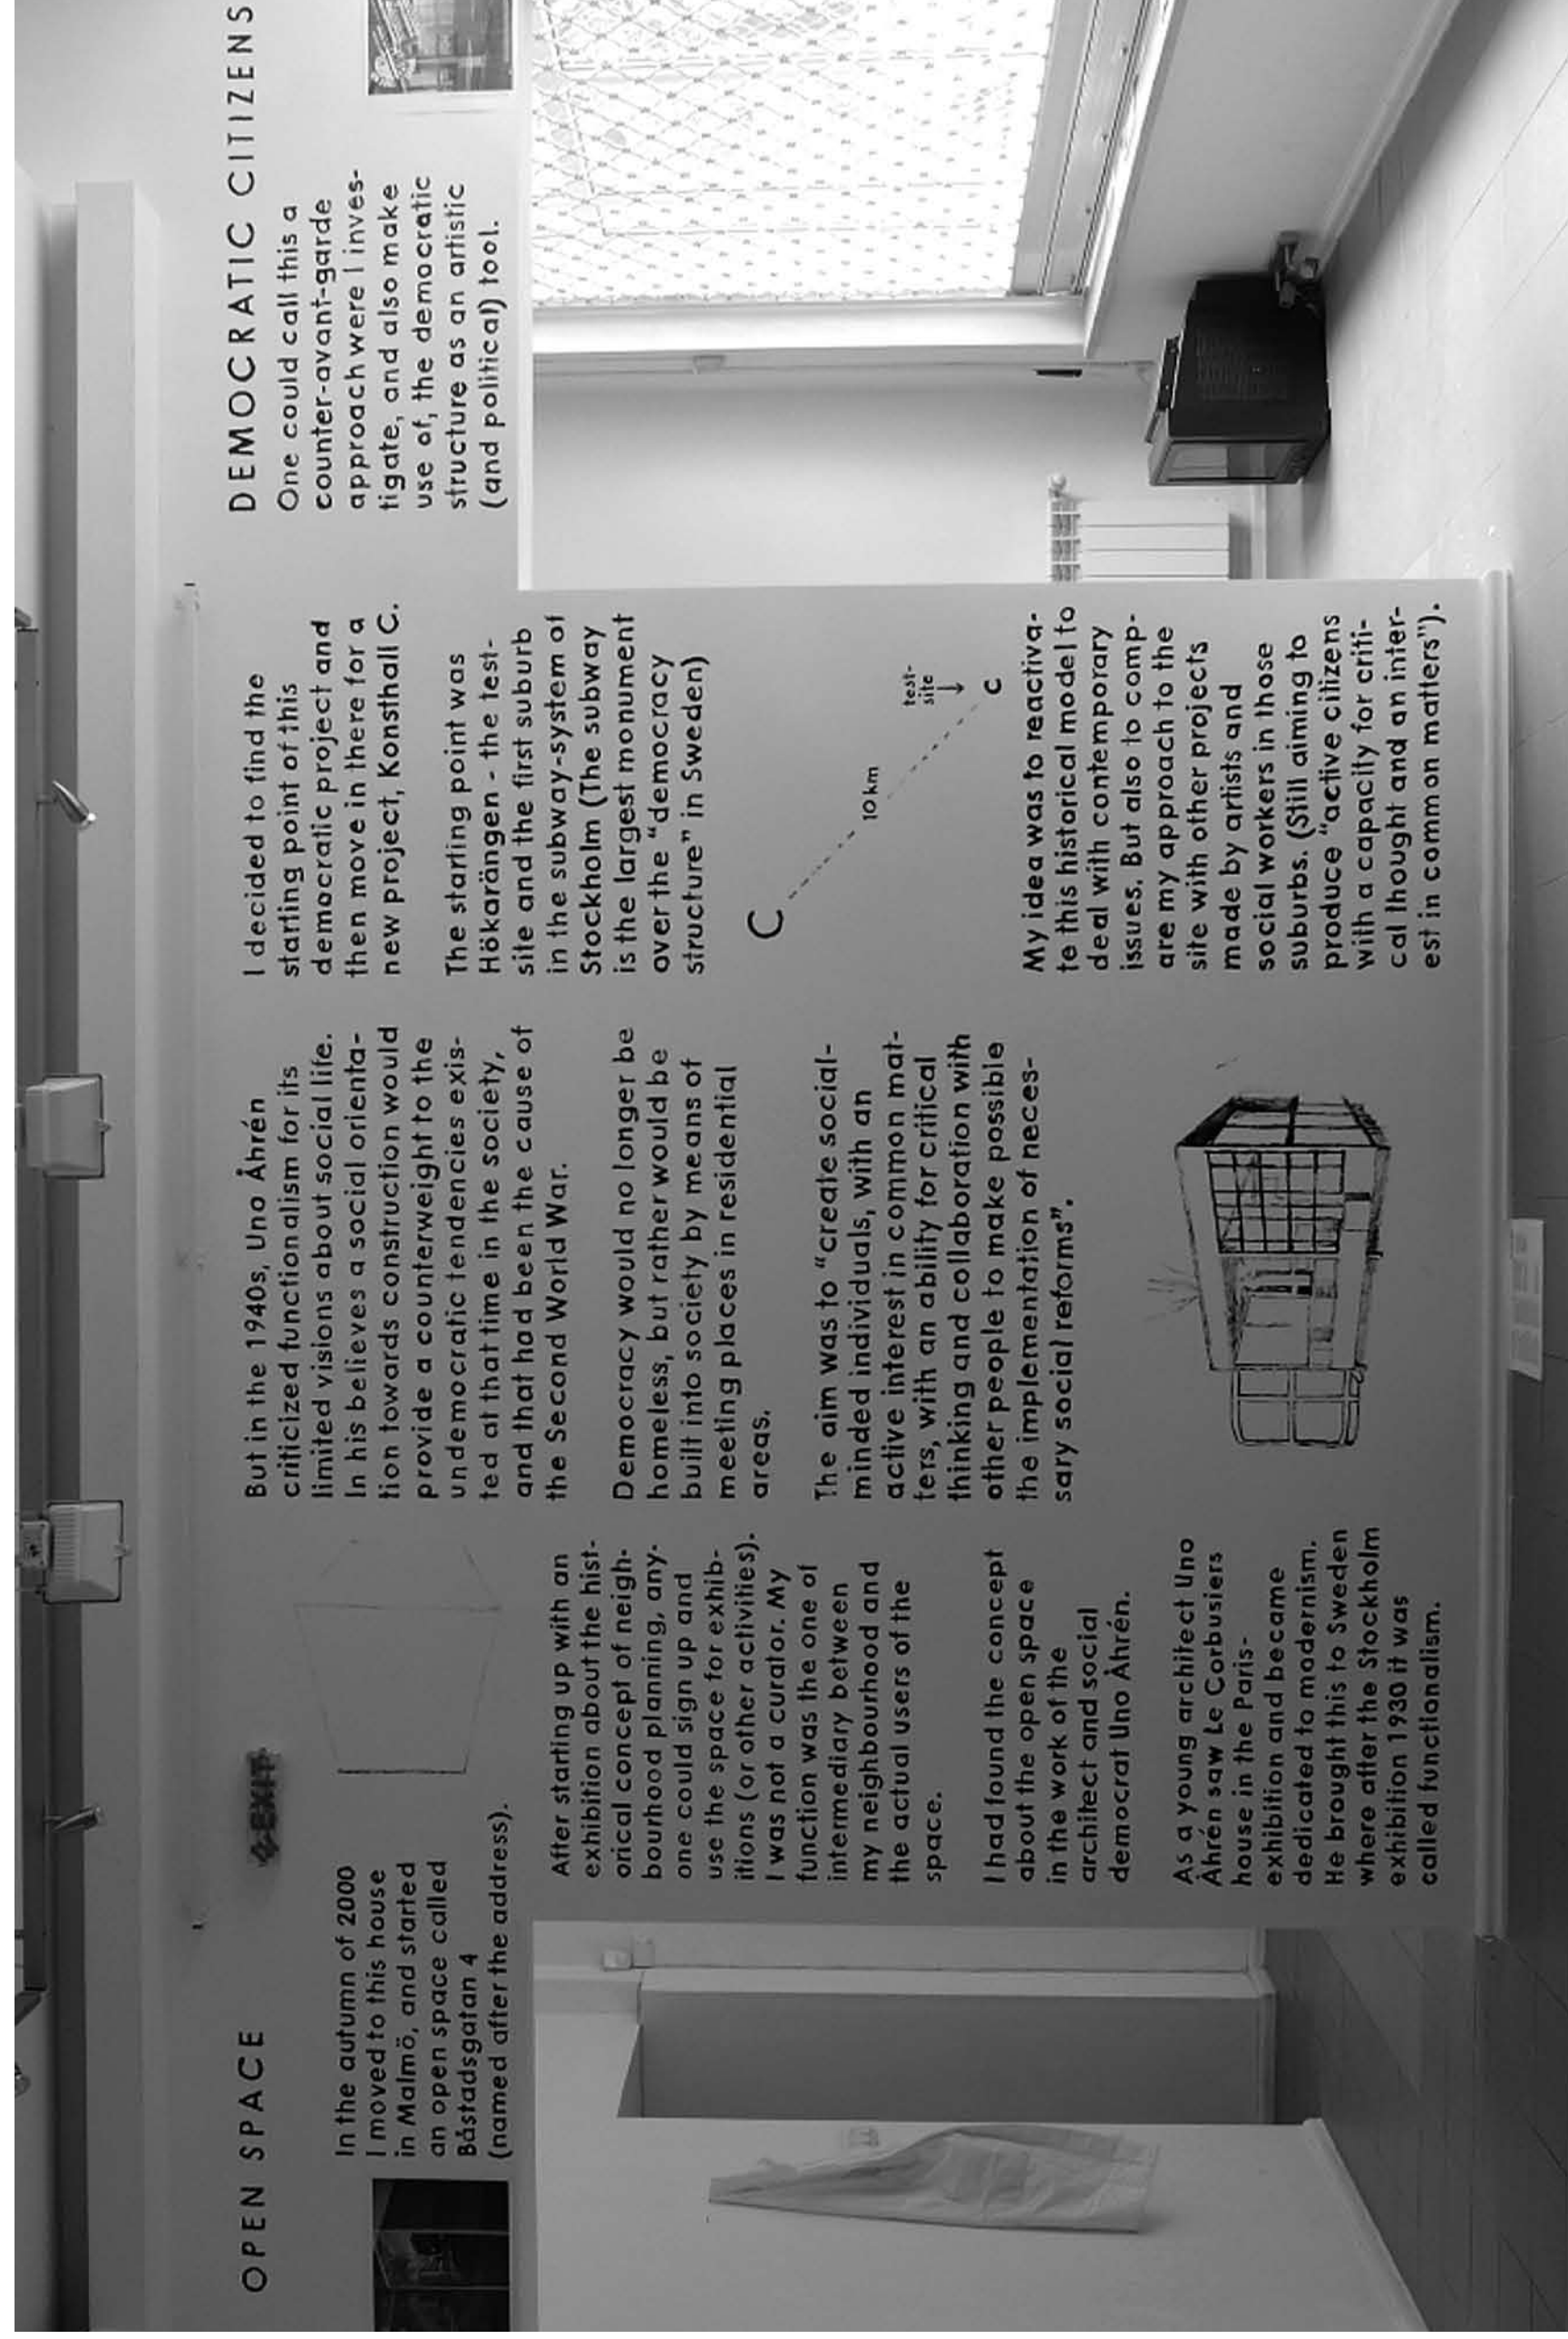 OPEN SPACE
In the autumn of 2000
I moved to this house
in Malmö, and started
an open space called
Båstadsgatan 4
(named after the address).
EXIT
After starting up with an
exhibition about the hist-
orical concept of neigh-
bourhood planning, any-
one could sign up and
use the space for exhib-
itions (or other activities).
I was not a curator. My
function was the one of
intermediary between
my neighbourhood and
the actual users of the
space.
I had found the concept
about the open space
in the work of the
architect and social
democrat Uno Åhrén.
As a young architect Uno
Åhrén saw Le Corbusiers
house in the Paris-
exhibition and became
dedicated to modernism.
He brought this to Sweden
where after the Stockholm
exhibition 1930 it was
called functionalism.
But in the 1940s, Uno Åhrén
criticized functionalism for its
limited visions about social life.
In his believes a social orienta-
tion towards construction would
provide a counterweight to the
undemocratic tendencies exis-
ted at that time in the society,
and that had been the cause of
the Second World War.
Democracy would no longer be
homeless, but rather would be
built into society by means of
meeting places in residential
areas.
The aim was to "create social-
minded individuals, with an
active interest in common mat-
ters, with an ability for critical
thinking and collaboration with
other people to make possible
the implementation of neces-
sary social reforms".
I decided to find the
starting point of this
democratic project and
then move in there for a
new project, Konsthall C.
The starting point was
Hökarängen - the test-
site and the first suburb
in the subway-system of
Stockholm (The subway
is the largest monument
over the "democracy
structure" in Sweden)
C
10 km
test-
site
C
My idea was to reactiva-
te this historical model to
deal with contemporary
issues. But also to comp-
are my approach to the
site with other projects
made by artists and
social workers in those
suburbs. (Still aiming to
produce "active citizens
with a capacity for criti-
cal thought and an inter-
est in common matters").
DEMOCRATIC CITIZENS
One could call this a
counter-avant-garde
approach were I inves-
tigate, and also make
use of, the democratic
structure as an artistic
(and political) tool.